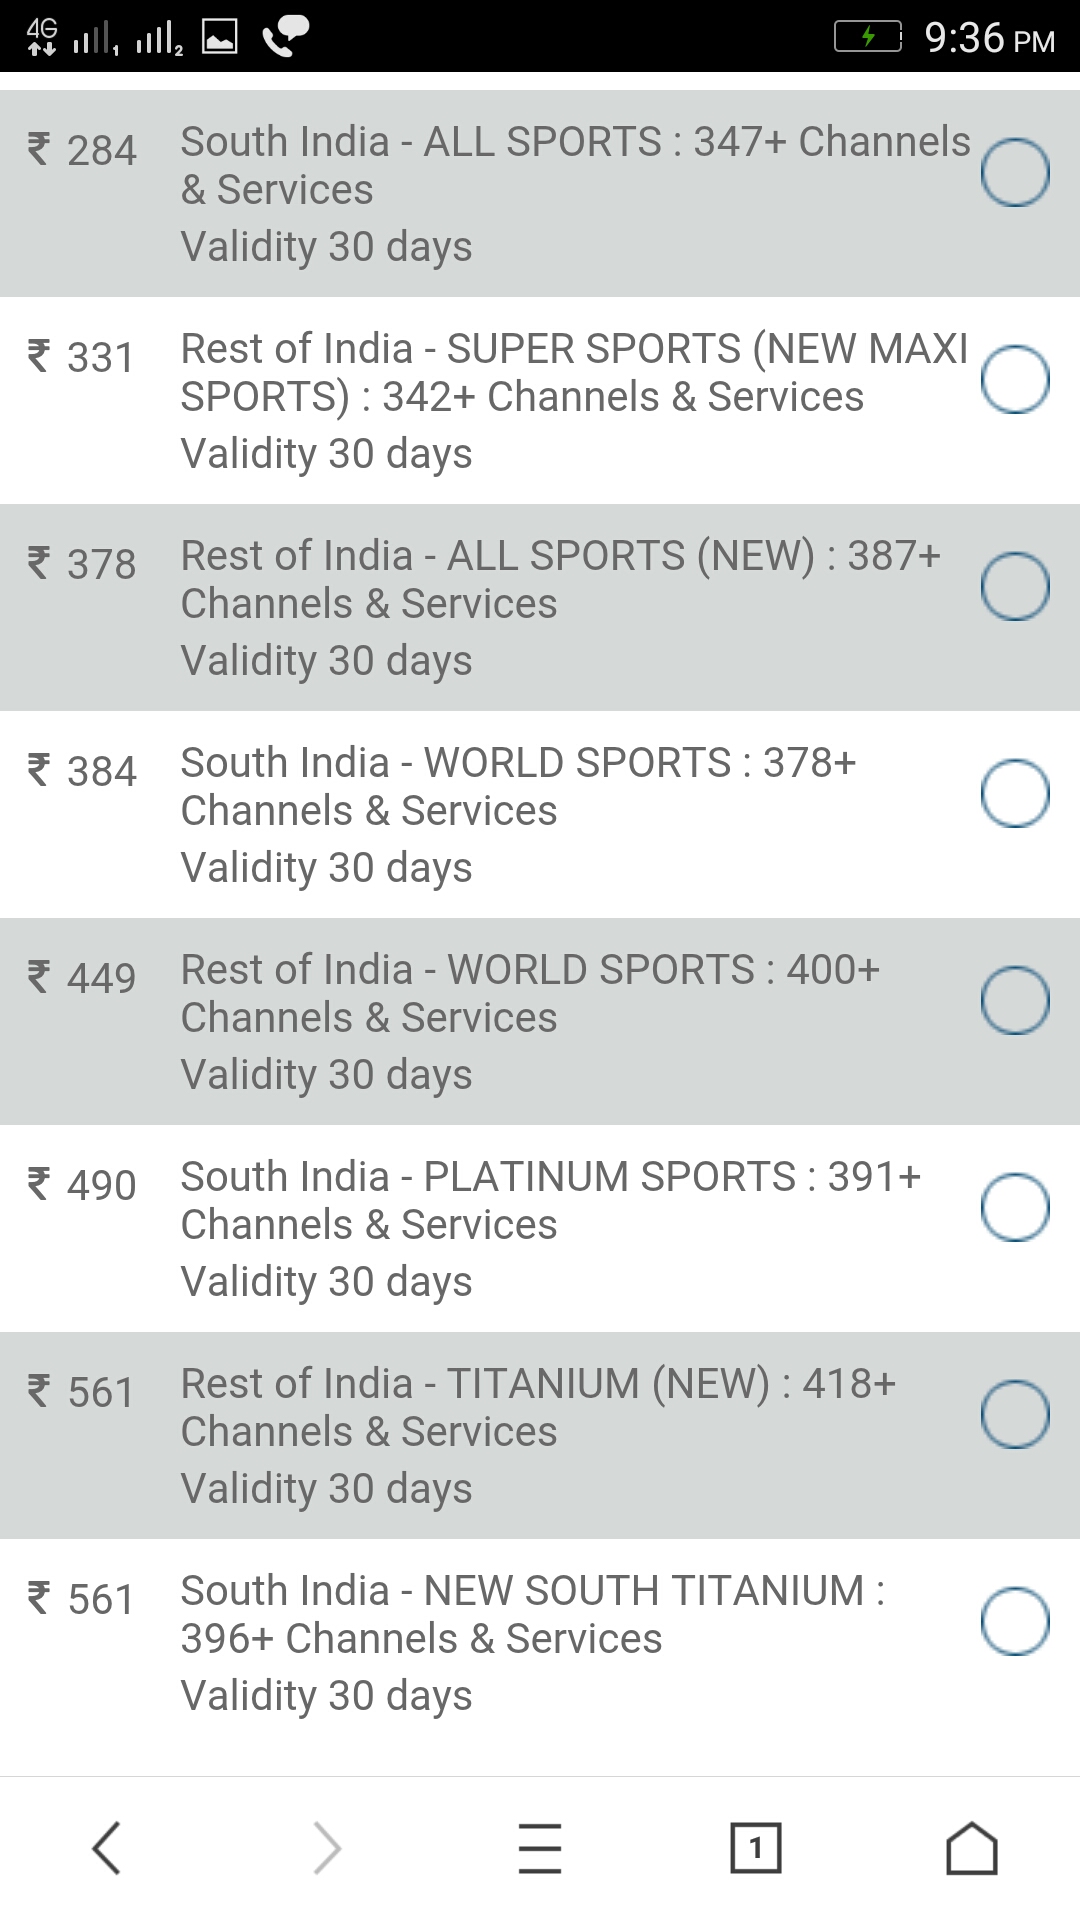 4G 1 2 9:36 PM
₹ 284 South India - ALL SPORTS : 347+ Channels
& Services
Validity 30 days
₹ 331 Rest of India - SUPER SPORTS (NEW MAXI
SPORTS) : 342+ Channels & Services
Validity 30 days
₹ 378 Rest of India - ALL SPORTS (NEW) : 387+
Channels & Services
Validity 30 days
₹ 384 South India - WORLD SPORTS : 378+
Channels & Services
Validity 30 days
₹ 449 Rest of India - WORLD SPORTS : 400+
Channels & Services
Validity 30 days
₹ 490 South India - PLATINUM SPORTS : 391+
Channels & Services
Validity 30 days
₹ 561 Rest of India - TITANIUM (NEW) : 418+
Channels & Services
Validity 30 days
₹ 561 South India - NEW SOUTH TITANIUM :
396+ Channels & Services
Validity 30 days
1